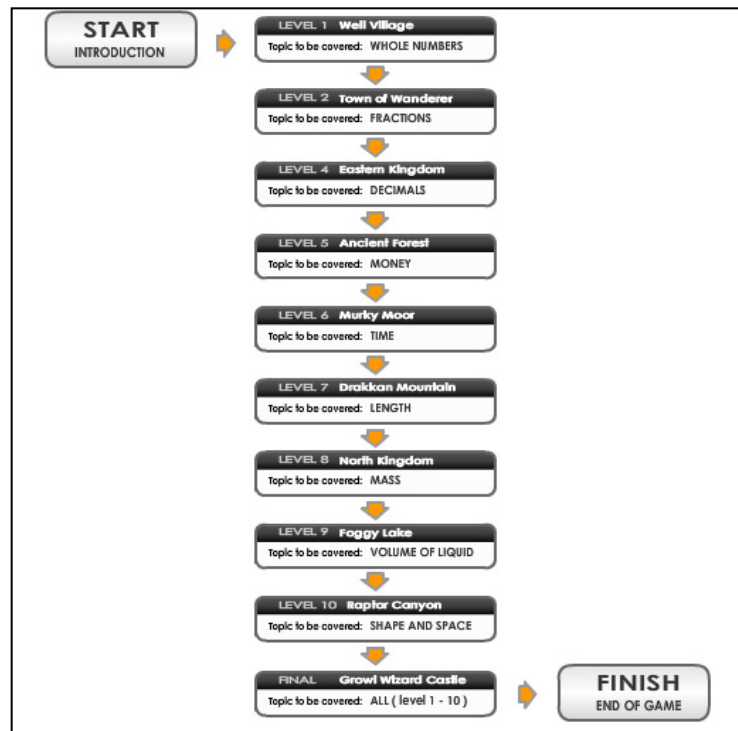 START
INTRODUCTION
LEVEL 1 Well Village
Topic to be covered: WHOLE NUMBERS
LEVEL 2 Town of Wanderer
Topic to be covered: FRACTIONS
LEVEL 4 Eastern Kingdom
Topic to be covered: DECIMALS
LEVEL 5 Ancient Forest
Topic to be covered: MONEY
LEVEL 6 Murky Moor
Topic to be covered: TIME
LEVEL 7 Drakkan Mountain
Topic to be covered: LENGTH
LEVEL 8 North Kingdom
Topic to be covered: MASS
LEVEL 9 Foggy Lake
Topic to be covered: VOLUME OF LIQUID
LEVEL 10 Raptor Canyon
Topic to be covered: SHAPE AND SPACE
FINAL Growl Wizard Castle
Topic to be covered: ALL ( level 1 - 10 )
FINISH
END OF GAME